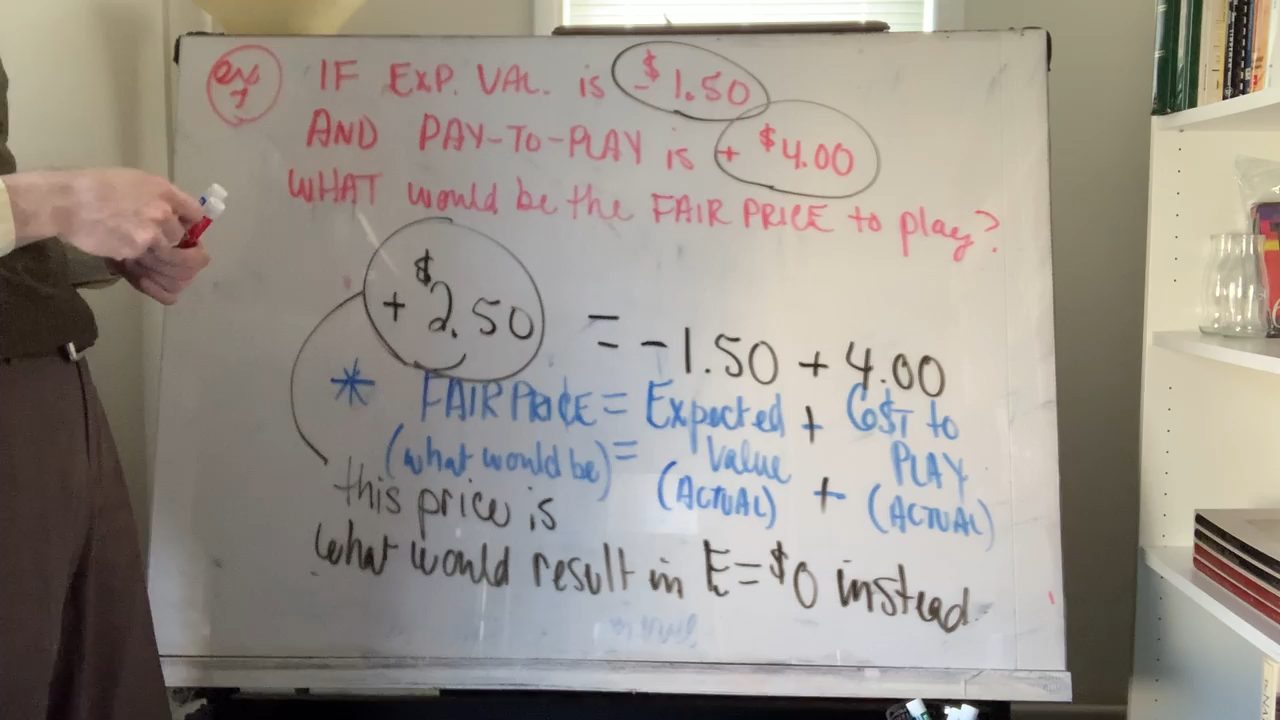 ex 1
IF EXP. VAL. is -$1.50
AND PAY-TO-PLAY is + $4.00
WHAT would be the FAIR PRICE to play?
+ $2.50 = -1.50 + 4.00
* FAIR PRICE = Expected Value + Cost to PLAY
(what would be) = (ACTUAL) + (ACTUAL)
this price is
what would result in E=$0 instead